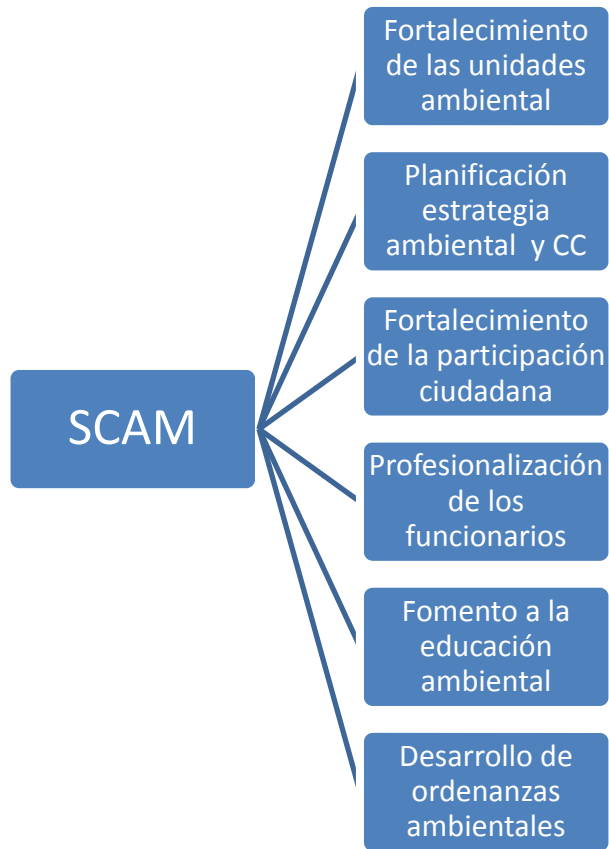 SCAM
Fortalecimiento
de las unidades
ambiental
Planificación
estrategia
ambiental y CC
Fortalecimiento
de la participación
ciudadana
Profesionalización
de los
funcionarios
Fomento a la
educación
ambiental
Desarrollo de
ordenanzas
ambientales